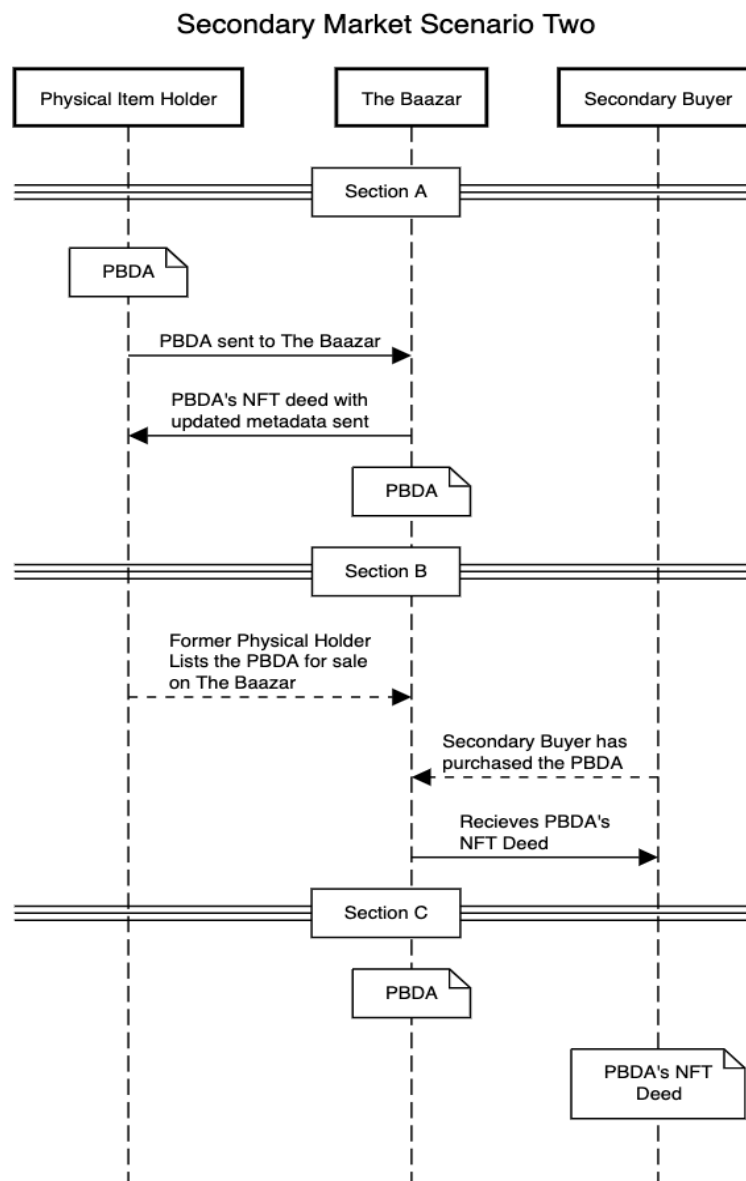 Secondary Market Scenario Two
Physical Item Holder
The Baazar
Secondary Buyer
Section A
PBDA
PBDA sent to The Baazar
PBDA's NFT deed with
updated metadata sent
PBDA
Section B
Former Physical Holder
Lists the PBDA for sale
on The Baazar
Secondary Buyer has
purchased the PBDA
Recieves PBDA's
NFT Deed
Section C
PBDA
PBDA's NFT
Deed